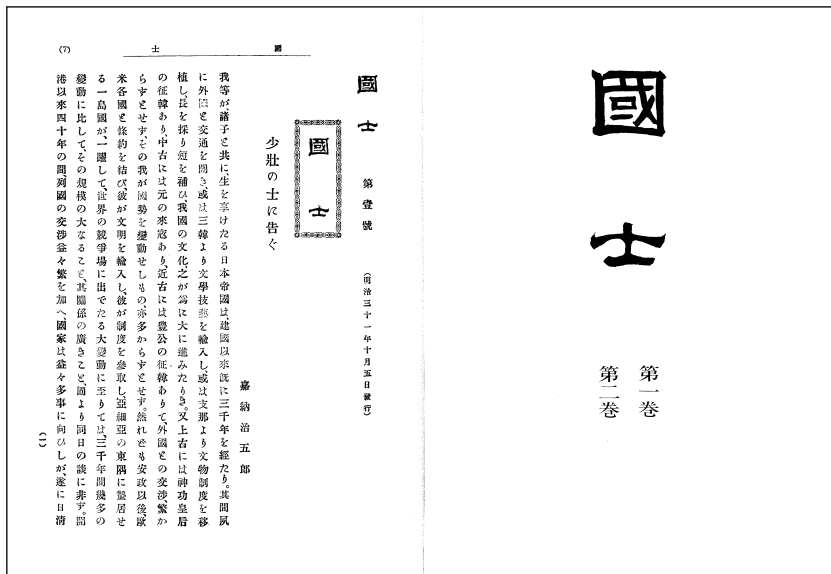 國士
第一巻
第二巻
國士
(7)
國士 第壹號 (明治三十一年十月五日發行)
國士
少壯の士に告ぐ
嘉納治五郎
我等が、諸子と共に、生を享けたる日本帝國は、建國以來既に三千年を經たり。其間夙
に外國と交通を開き、或は三韓より文學技藝を輸入し、或は支那より文物制度を移
植し、長を採り短を補ひ、我國の文化、之が爲に大に進みたりき。又上古には神功皇后
の征韓あり、中古には元の來寇あり、近古には豊公の征韓ありて、外國との交渉、繁か
らずとせず、その我が國勢を變動せしもの、亦多からずとせず。然れども安政以後、歐
米各國と條約を結び、彼が文明を輸入し、彼が制度を參取し、亞細亞の東隅に蟄居せ
る一島國が、一躍して、世界の競爭場に出でたる大變動に至りては、三千年間幾多の
變動に比して、その規模の大なること、其關係の廣きこと、固より同日の談に非ず。開
港以來四十年の間、列國の交渉益々繁を加へ、國家は益々多事に向ひしが、遂に日清
(一)